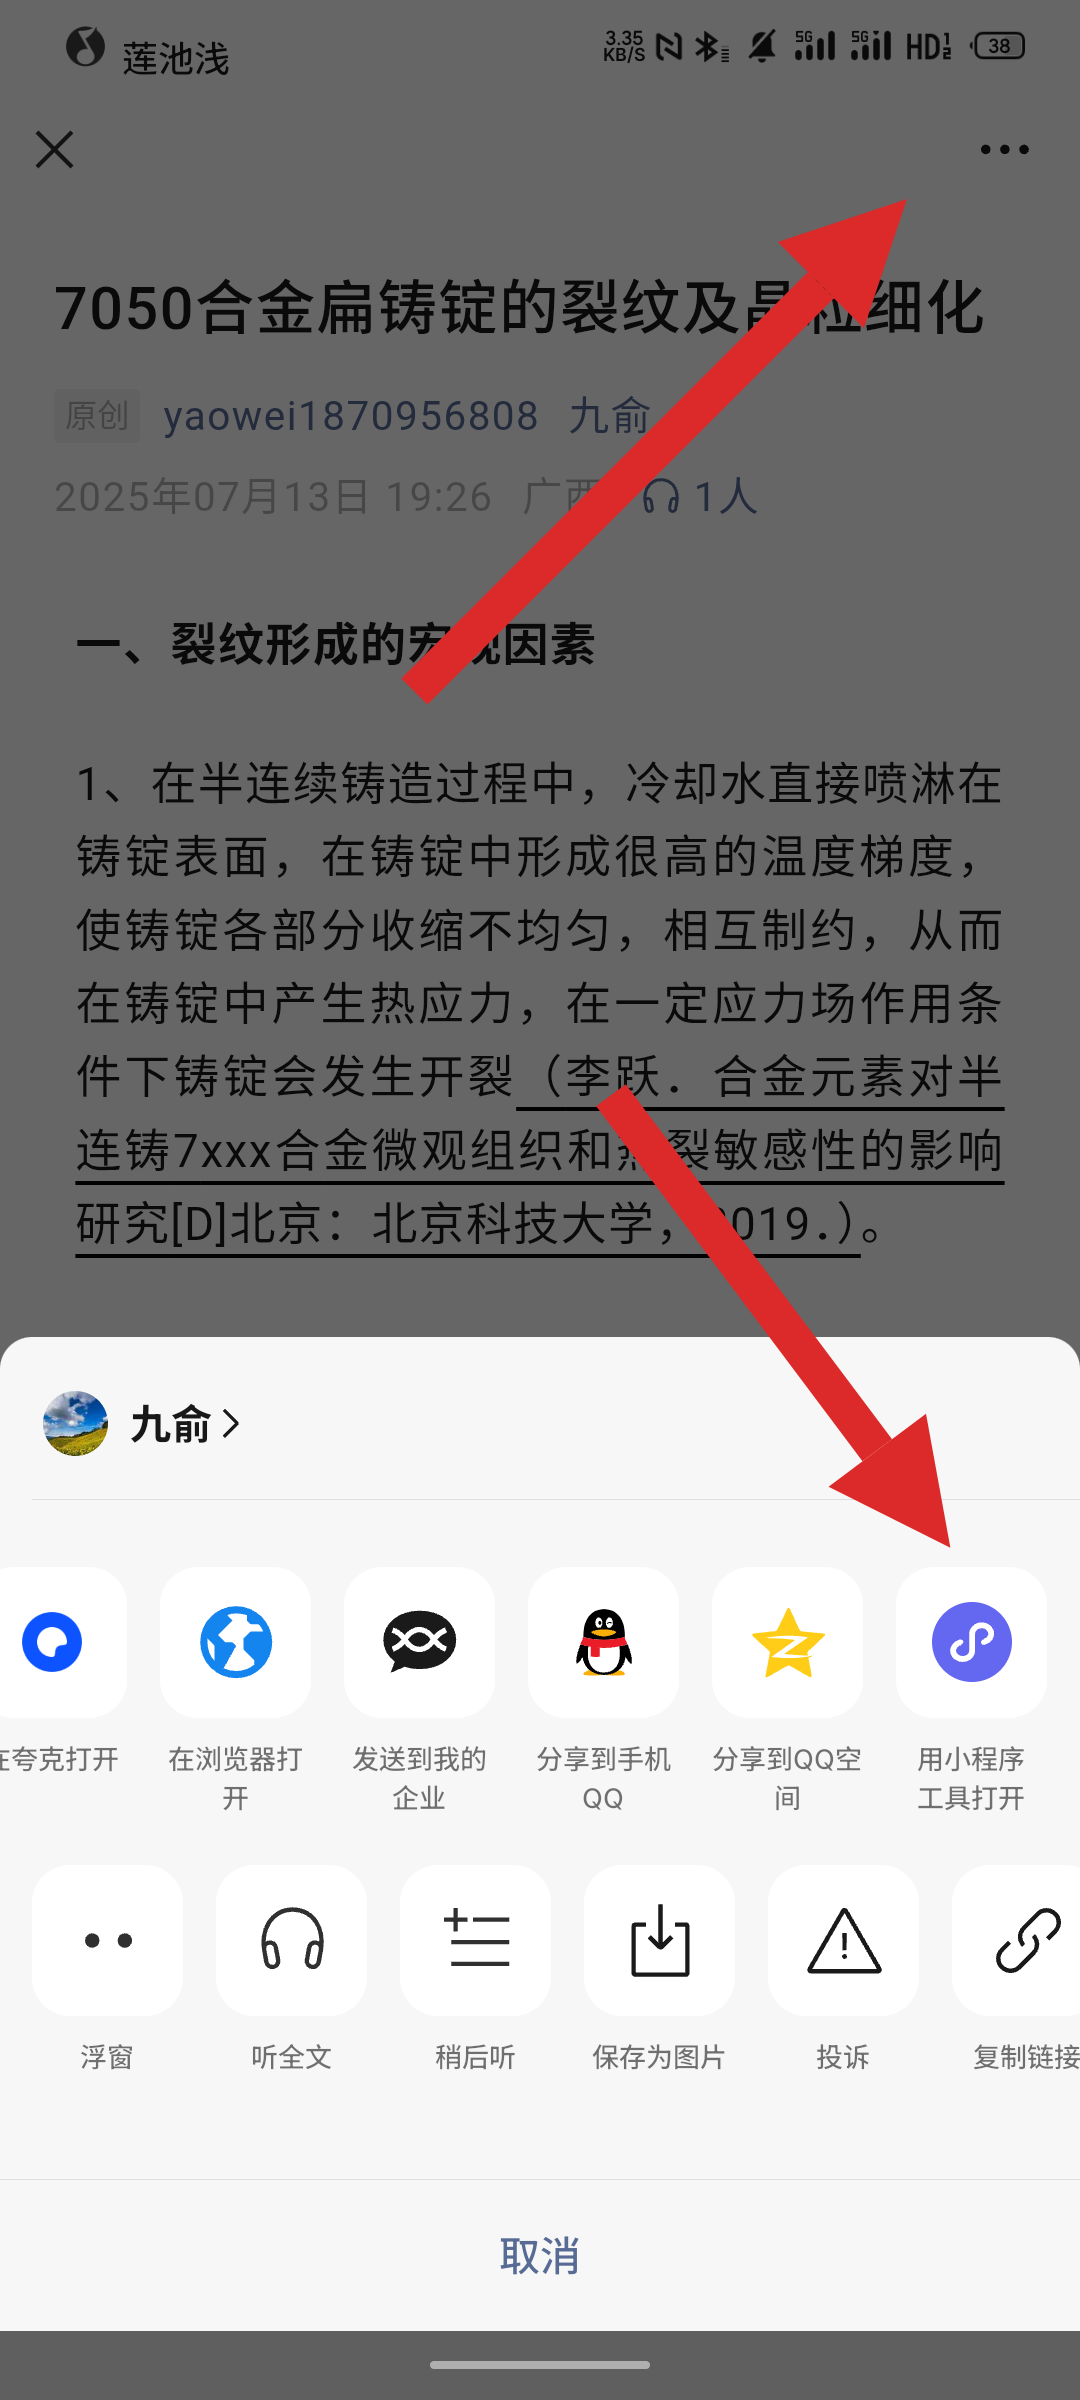 莲池浅
3.35 KB/S
5G
5G
HD 1 2
38
7050合金扁铸锭的裂纹及晶粒细化
原创 yaowei1870956808 九俞
2025年07月13日 19:26 广西 1人
一、裂纹形成的宏观因素
1、在半连续铸造过程中，冷却水直接喷淋在
铸锭表面，在铸锭中形成很高的温度梯度，
使铸锭各部分收缩不均匀，相互制约，从而
在铸锭中产生热应力，在一定应力场作用条
件下铸锭会发生开裂（李跃．合金元素对半
连铸7xxx合金微观组织和热裂敏感性的影响
研究[D]北京：北京科技大学，2019．）。
九俞
在夸克打开
在浏览器打
开
发送到我的
企业
分享到手机
QQ
分享到QQ空
间
用小程序
工具打开
浮窗
听全文
稍后听
保存为图片
投诉
复制链接
取消